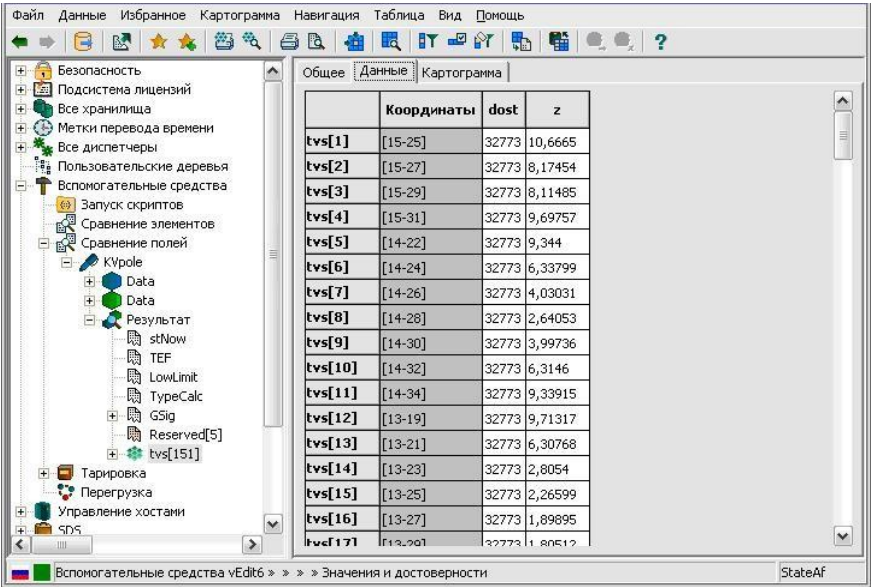 Файл Данные Избранное Картограмма Навигация Таблица Вид Помощь
Безопасность
Подсистема лицензий
Все хранилища
Метки перевода времени
Все диспетчеры
Пользовательские деревья
Вспомогательные средства
Запуск скриптов
Сравнение элементов
Сравнение полей
KVpole
Data
Data
Результат
stNow
TEF
LowLimit
TypeCalc
GSig
Reserved[5]
tvs[151]
Тарировка
Перегрузка
Управление хостами
SDS
Общее Данные Картограмма
Координаты dost z
tvs[1] [15-25] 32773 10,6665
tvs[2] [15-27] 32773 8,17454
tvs[3] [15-29] 32773 8,11485
tvs[4] [15-31] 32773 9,69757
tvs[5] [14-22] 32773 9,344
tvs[6] [14-24] 32773 6,33799
tvs[7] [14-26] 32773 4,03031
tvs[8] [14-28] 32773 2,64053
tvs[9] [14-30] 32773 3,99736
tvs[10] [14-32] 32773 6,3146
tvs[11] [14-34] 32773 9,33915
tvs[12] [13-19] 32773 9,71317
tvs[13] [13-21] 32773 6,30768
tvs[14] [13-23] 32773 2,8054
tvs[15] [13-25] 32773 2,26599
tvs[16] [13-27] 32773 1,89895
tvs[17] [13-29] 32773 1,80512
Вспомогательные средства vEdit6 » » » » Значения и достоверности StateAf